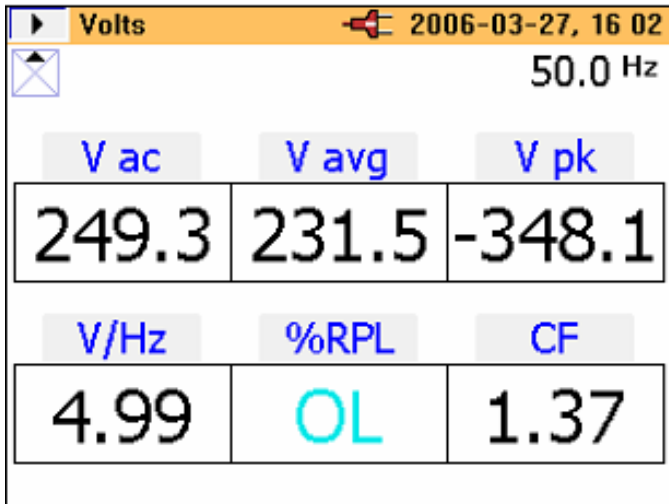 Volts 2006-03-27, 16 02
50.0 Hz
V ac V avg V pk
249.3 231.5 -348.1
V/Hz %RPL CF
4.99 OL 1.37